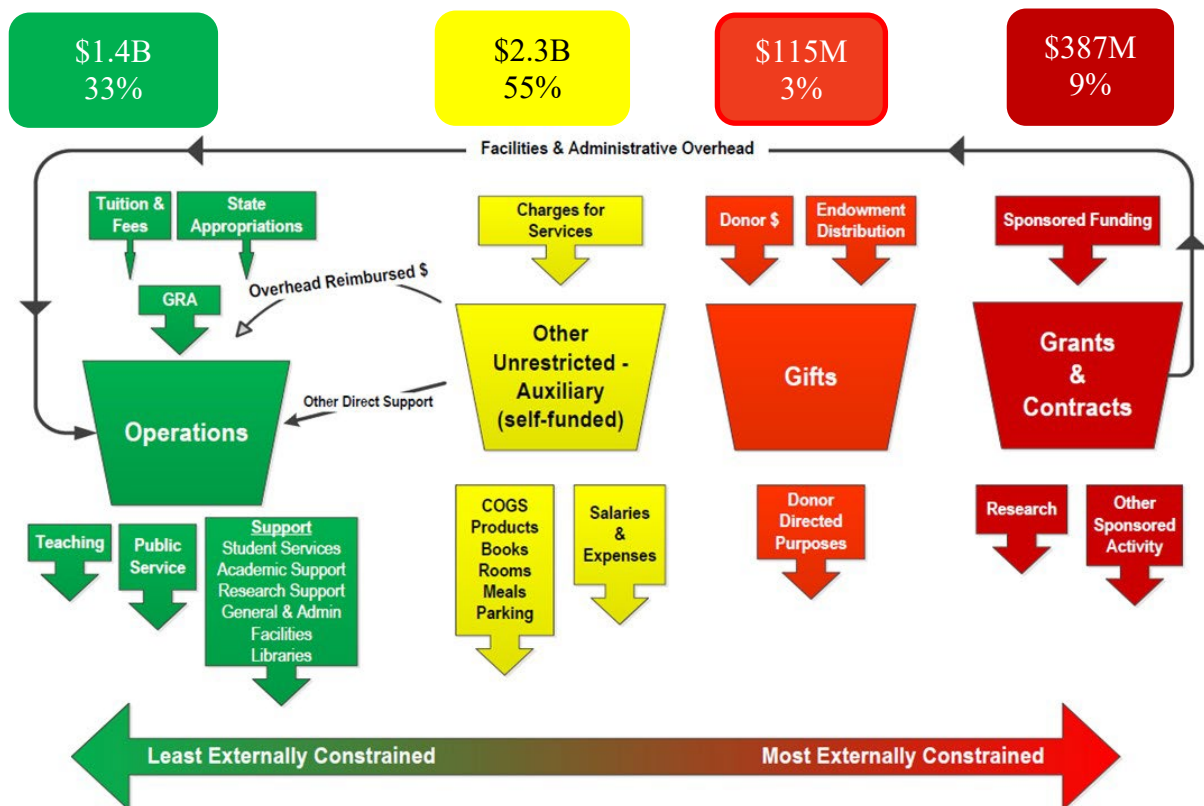 $1.4B
33%
$2.3B
55%
$115M
3%
$387M
9%
Facilities & Administrative Overhead
Tuition &
Fees
State
Appropriations
GRA
Overhead Reimbursed $
Charges for
Services
Donor $
Endowment
Distribution
Sponsored Funding
Operations
Other Direct Support
Other
Unrestricted -
Auxiliary
(self-funded)
Gifts
Grants
&
Contracts
Teaching
Public
Service
Support
Student Services
Academic Support
Research Support
General & Admin
Facilities
Libraries
COGS
Products
Books
Rooms
Meals
Parking
Salaries
&
Expenses
Donor
Directed
Purposes
Research
Other
Sponsored
Activity
Least Externally Constrained
Most Externally Constrained